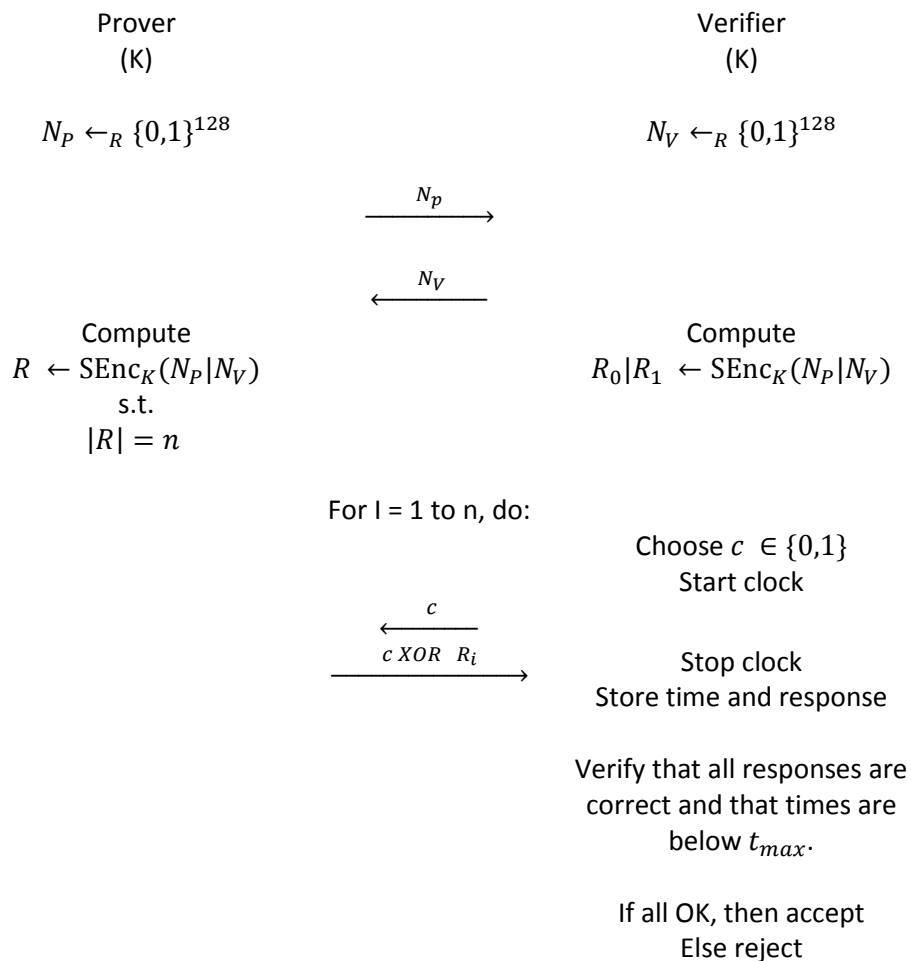 Prover
Verifier
(K)
(K)
N_P ←_R {0,1}^128
N_V ←_R {0,1}^128
N_p
N_V
Compute
Compute
R ← SEnc_K(N_P|N_V)
R_0|R_1 ← SEnc_K(N_P|N_V)
s.t.
|R| = n
For I = 1 to n, do:
Choose c ∈ {0,1}
Start clock
c
c XOR R_i
Stop clock
Store time and response
Verify that all responses are
correct and that times are
below t_max.
If all OK, then accept
Else reject